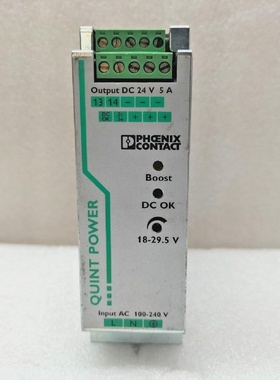 Output DC 24 V 5 A
13 14 – – –
DC OK + + +
PHŒNIX
CONTACT
Boost
DC OK
18-29.5 V
QUINT POWER
Input AC 100-240 V
L N